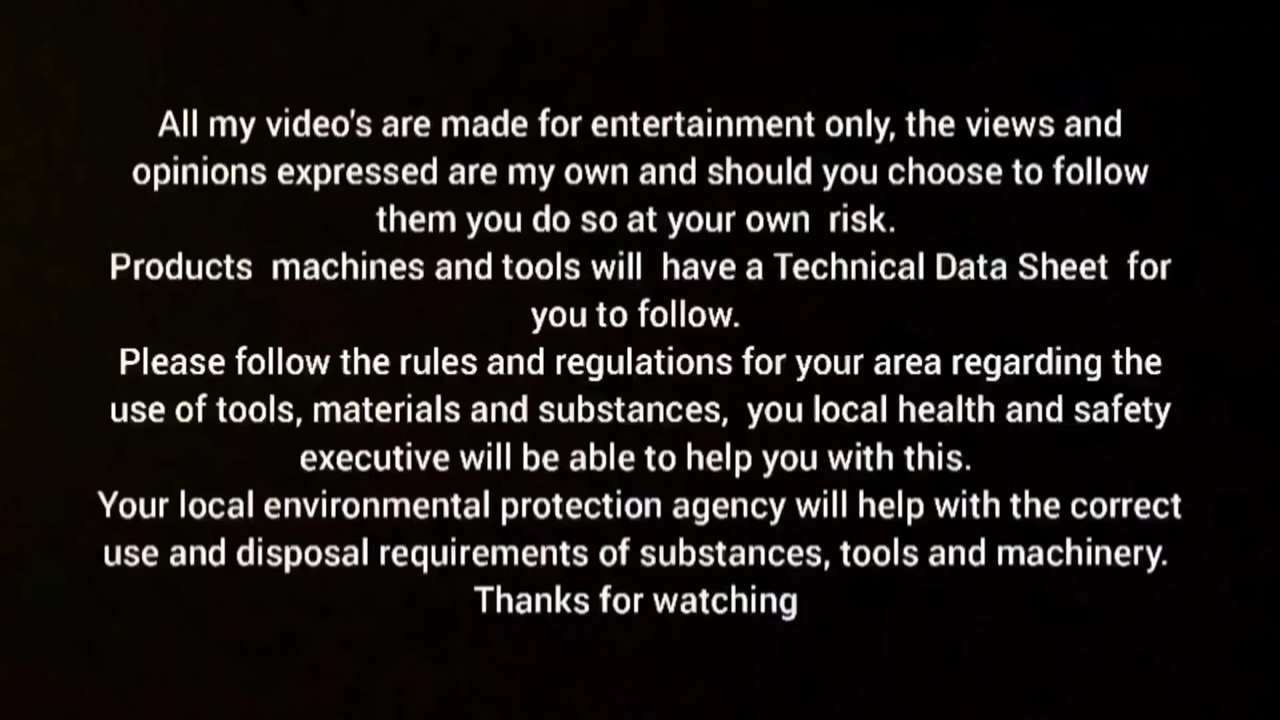 All my video's are made for entertainment only, the views and
opinions expressed are my own and should you choose to follow
them you do so at your own  risk.
Products  machines and tools will  have a Technical Data Sheet  for
you to follow.
Please follow the rules and regulations for your area regarding the
use of tools, materials and substances,  you local health and safety
executive will be able to help you with this.
Your local environmental protection agency will help with the correct
use and disposal requirements of substances, tools and machinery.
Thanks for watching